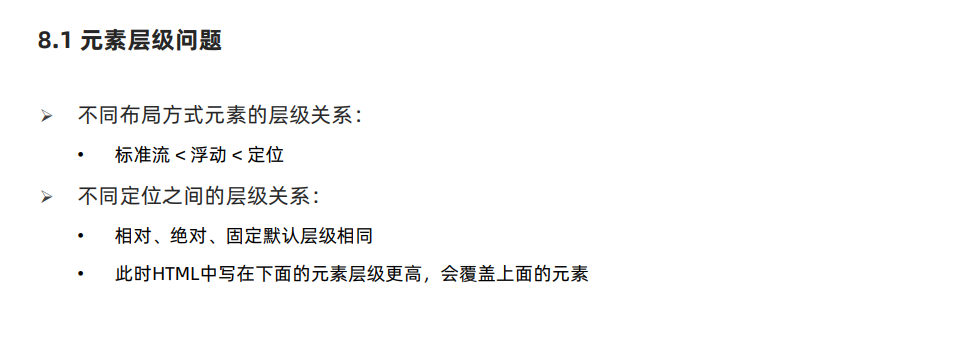 8.1 元素层级问题
➢ 不同布局方式元素的层级关系：
• 标准流 < 浮动 < 定位
➢ 不同定位之间的层级关系：
• 相对、绝对、固定默认层级相同
• 此时HTML中写在下面的元素层级更高，会覆盖上面的元素